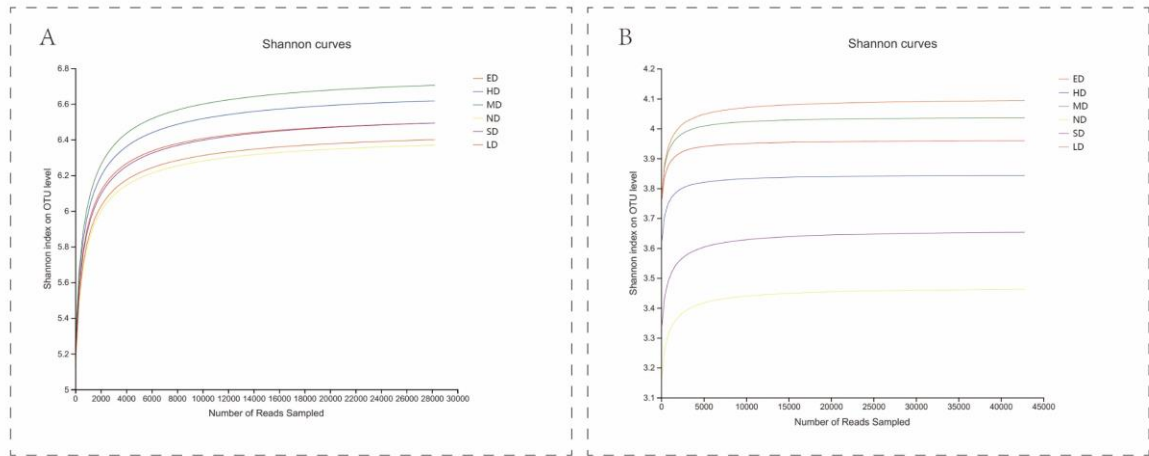 A
Shannon curves
Shannon index on OTU level
6.8
6.6
6.4
6.2
6
5.8
5.6
5.4
5.2
5
0 2000 4000 6000 8000 10000 12000 14000 16000 18000 20000 22000 24000 26000 28000 30000
Number of Reads Sampled
ED
HD
MD
ND
SD
LD
B
Shannon curves
Shannon index on OTU level
4.2
4.1
4
3.9
3.8
3.7
3.6
3.5
3.4
3.3
3.2
3.1
0 5000 10000 15000 20000 25000 30000 35000 40000 45000
Number of Reads Sampled
ED
HD
MD
ND
SD
LD